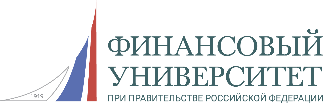 ФИНАНСОВЫЙ
УНИВЕРСИТЕТ
ПРИ ПРАВИТЕЛЬСТВЕ РОССИЙСКОЙ ФЕДЕРАЦИИ